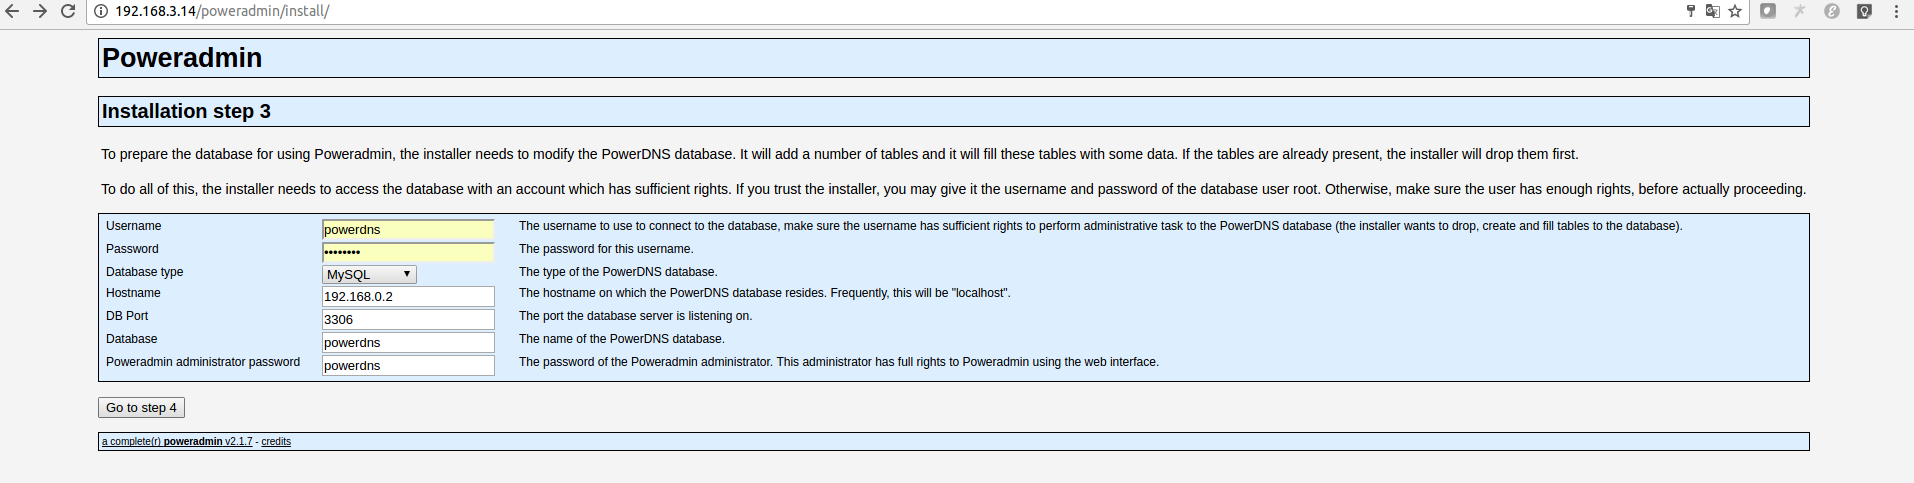 192.168.3.14/poweradmin/install/
Poweradmin
Installation step 3
To prepare the database for using Poweradmin, the installer needs to modify the PowerDNS database. It will add a number of tables and it will fill these tables with some data. If the tables are already present, the installer will drop them first.
To do all of this, the installer needs to access the database with an account which has sufficient rights. If you trust the installer, you may give it the username and password of the database user root. Otherwise, make sure the user has enough rights, before actually proceeding.
Username powerdns The username to use to connect to the database, make sure the username has sufficient rights to perform administrative task to the PowerDNS database (the installer wants to drop, create and fill tables to the database).
Password •••••••• The password for this username.
Database type MySQL The type of the PowerDNS database.
Hostname 192.168.0.2 The hostname on which the PowerDNS database resides. Frequently, this will be "localhost".
DB Port 3306 The port the database server is listening on.
Database powerdns The name of the PowerDNS database.
Poweradmin administrator password powerdns The password of the Poweradmin administrator. This administrator has full rights to Poweradmin using the web interface.
Go to step 4
a complete(r) poweradmin v2.1.7 - credits